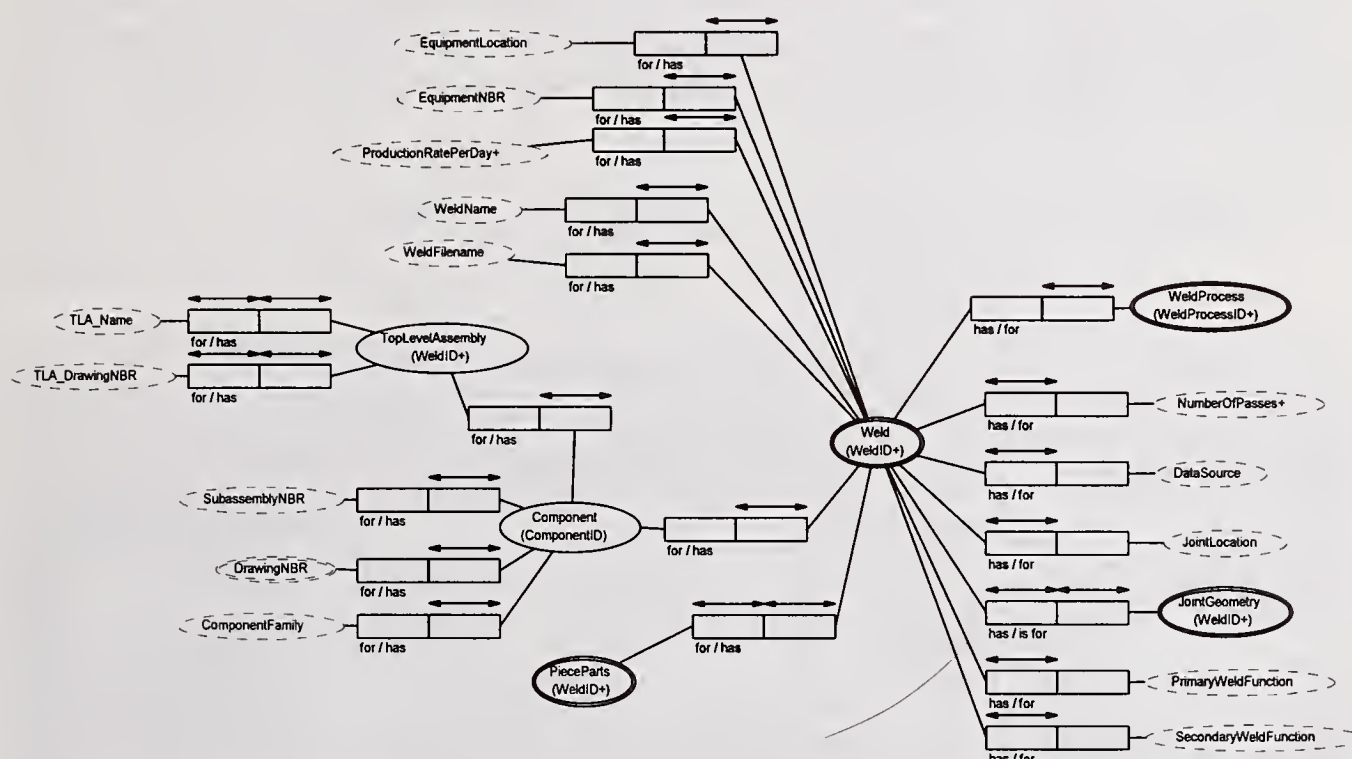 EquipmentLocation
for / has
EquipmentNBR
for / has
ProductionRatePerDay+
for / has
WeldName
for / has
WeldFilename
for / has
TLA_Name
for / has
TLA_DrawingNBR
for / has
TopLevelAssembly
(WeldID+)
for / has
SubassemblyNBR
for / has
DrawingNBR
for / has
ComponentFamily
for / has
Component
(ComponentID)
for / has
PieceParts
(WeldID+)
for / has
Weld
(WeldID+)
has / for
WeldProcess
(WeldProcessID+)
has / for
NumberOfPasses+
has / for
DataSource
has / for
JointLocation
has / is for
JointGeometry
(WeldID+)
has / for
PrimaryWeldFunction
has / for
SecondaryWeldFunction